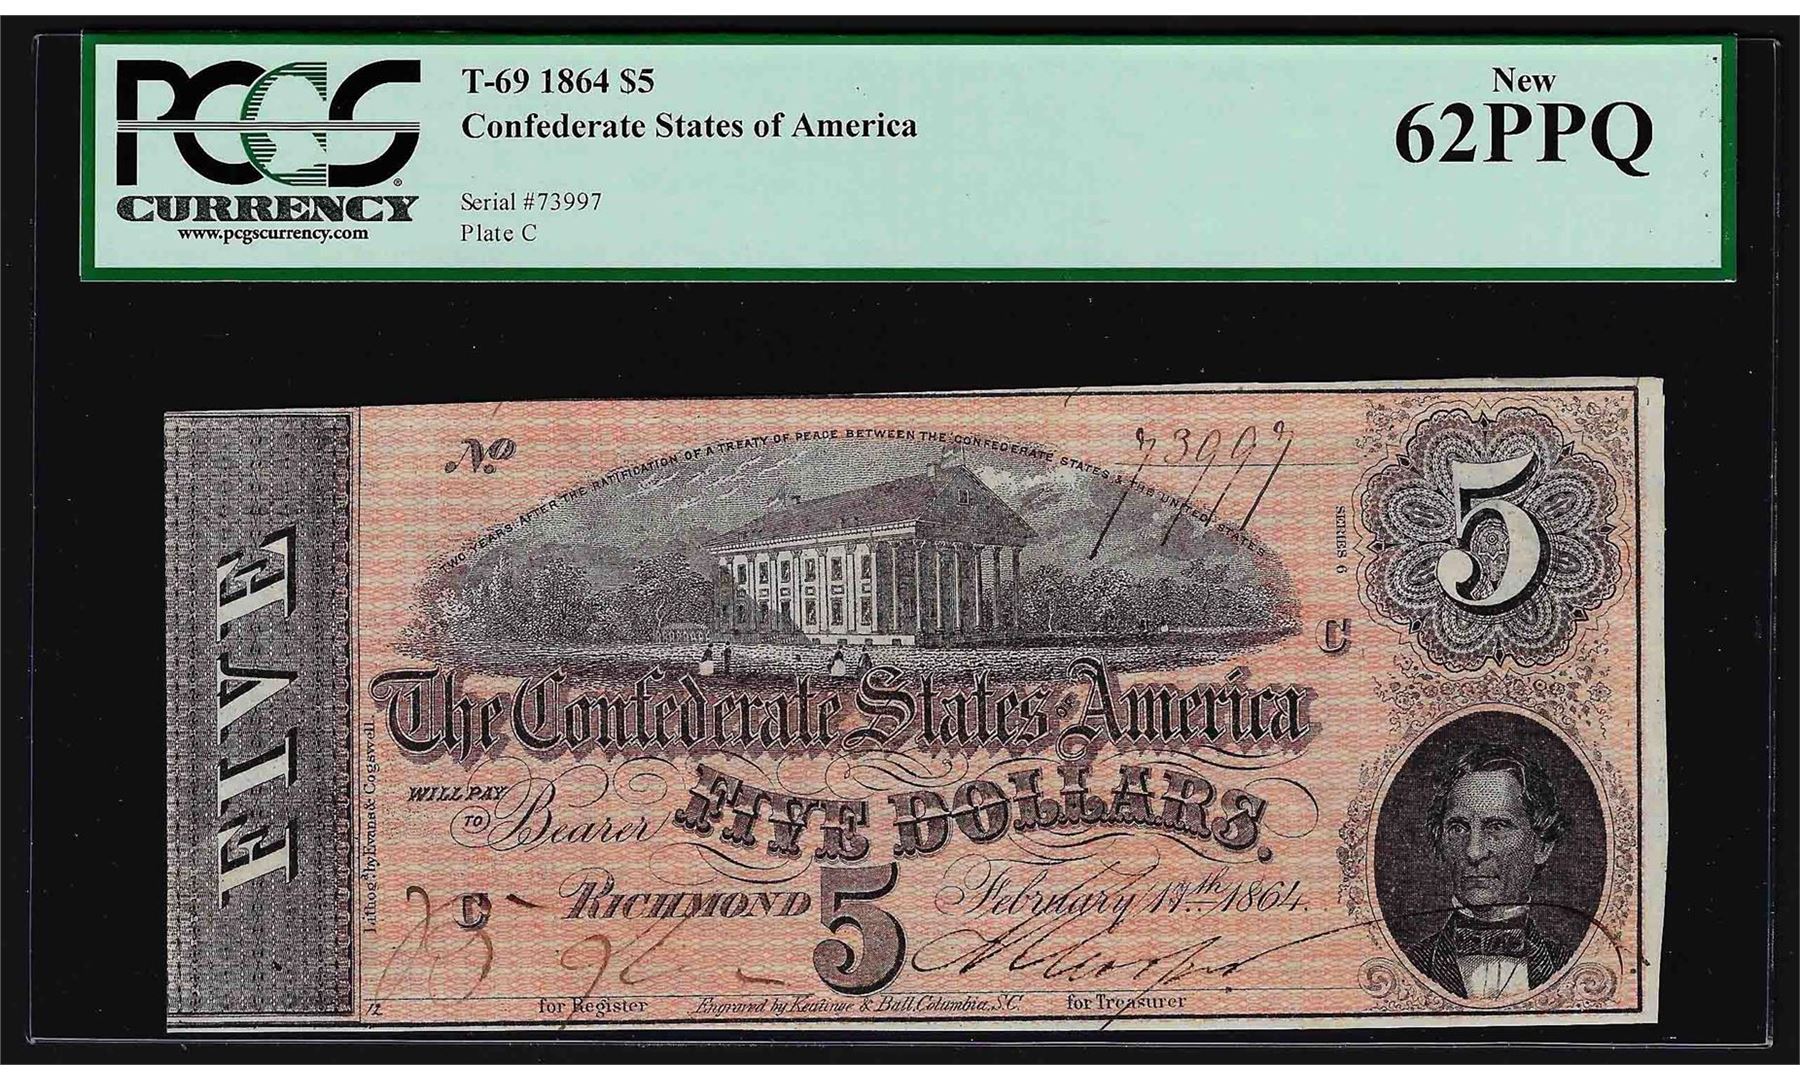 PCGS
CURRENCY
www.pcgscurrency.com
T-69 1864 $5
Confederate States of America
Serial #73997
Plate C
New
62PPQ
FIVE
No
73997
TWO YEARS AFTER THE RATIFICATION OF A TREATY OF PEACE BETWEEN THE CONFEDERATE STATES & THE UNITED STATES
SERIES 6
5
C
The Confederate States OF America
WILL PAY
TO Bearer FIVE DOLLARS.
Lithog'd by Evans & Cogswell
C RICHMOND 5 February 17th 1864.
12
for Register
Engraved by Keatinge & Ball, Columbia, S.C.
for Treasurer